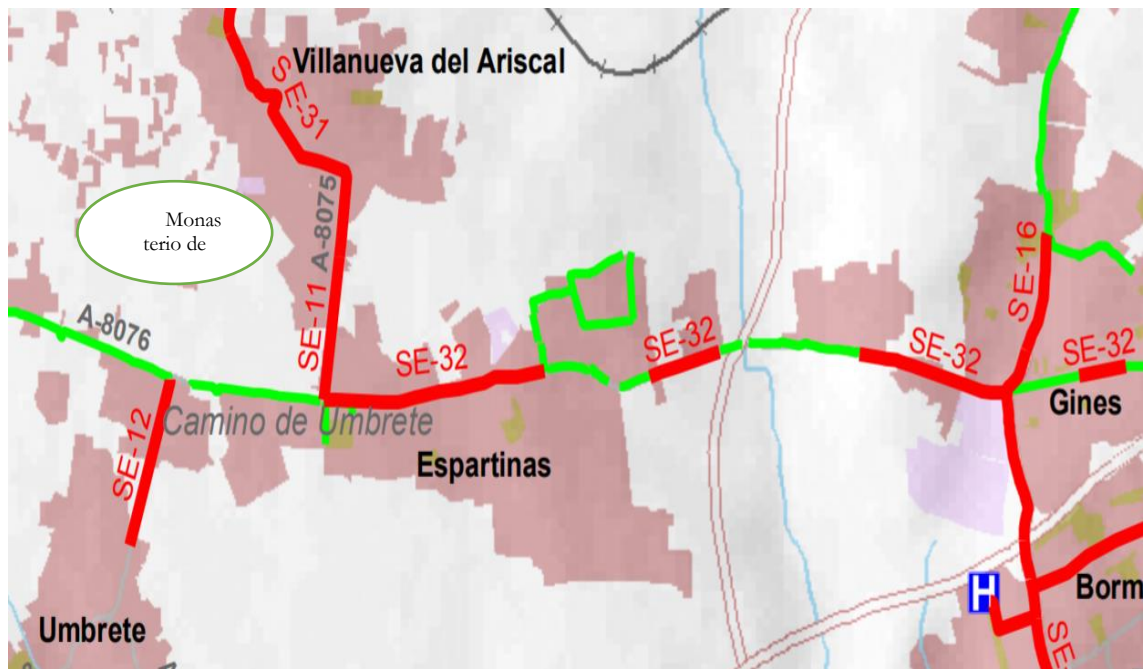 Villanueva del Ariscal
SE-31
A-8075
Monas
terio de
SE-11
SE-16
A-8076
SE-32
SE-32
SE-32
SE-32
Gines
SE-12
Camino de Umbrete
Espartinas
H
Borm
SE
Umbrete